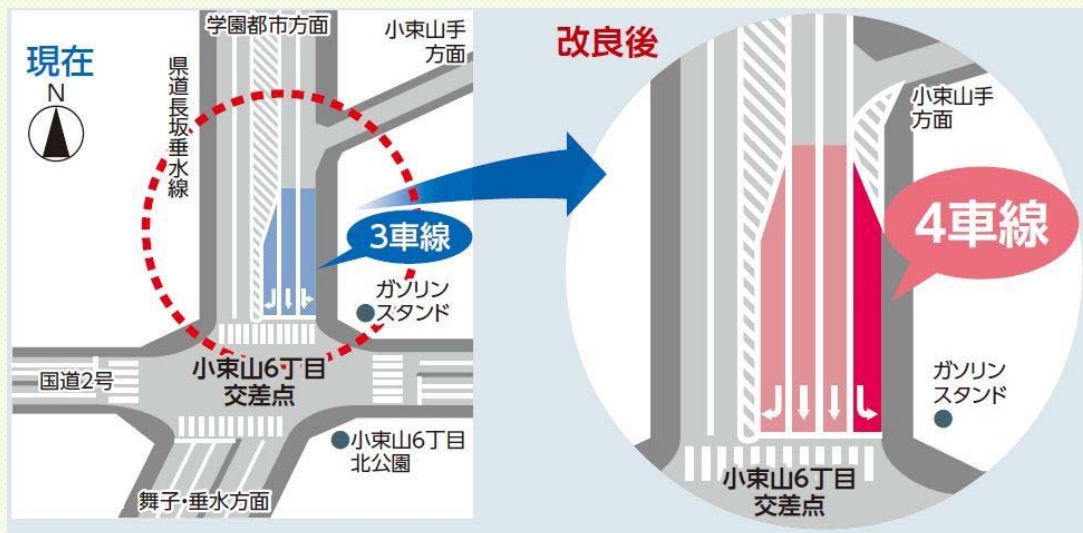 現在
N
県道長坂垂水線
学園都市方面
小束山手
方面
3車線
ガソリン
スタンド
国道2号
小束山6丁目
交差点
小束山6丁目
北公園
舞子・垂水方面
改良後
小束山手
方面
4車線
ガソリン
スタンド
小束山6丁目
交差点